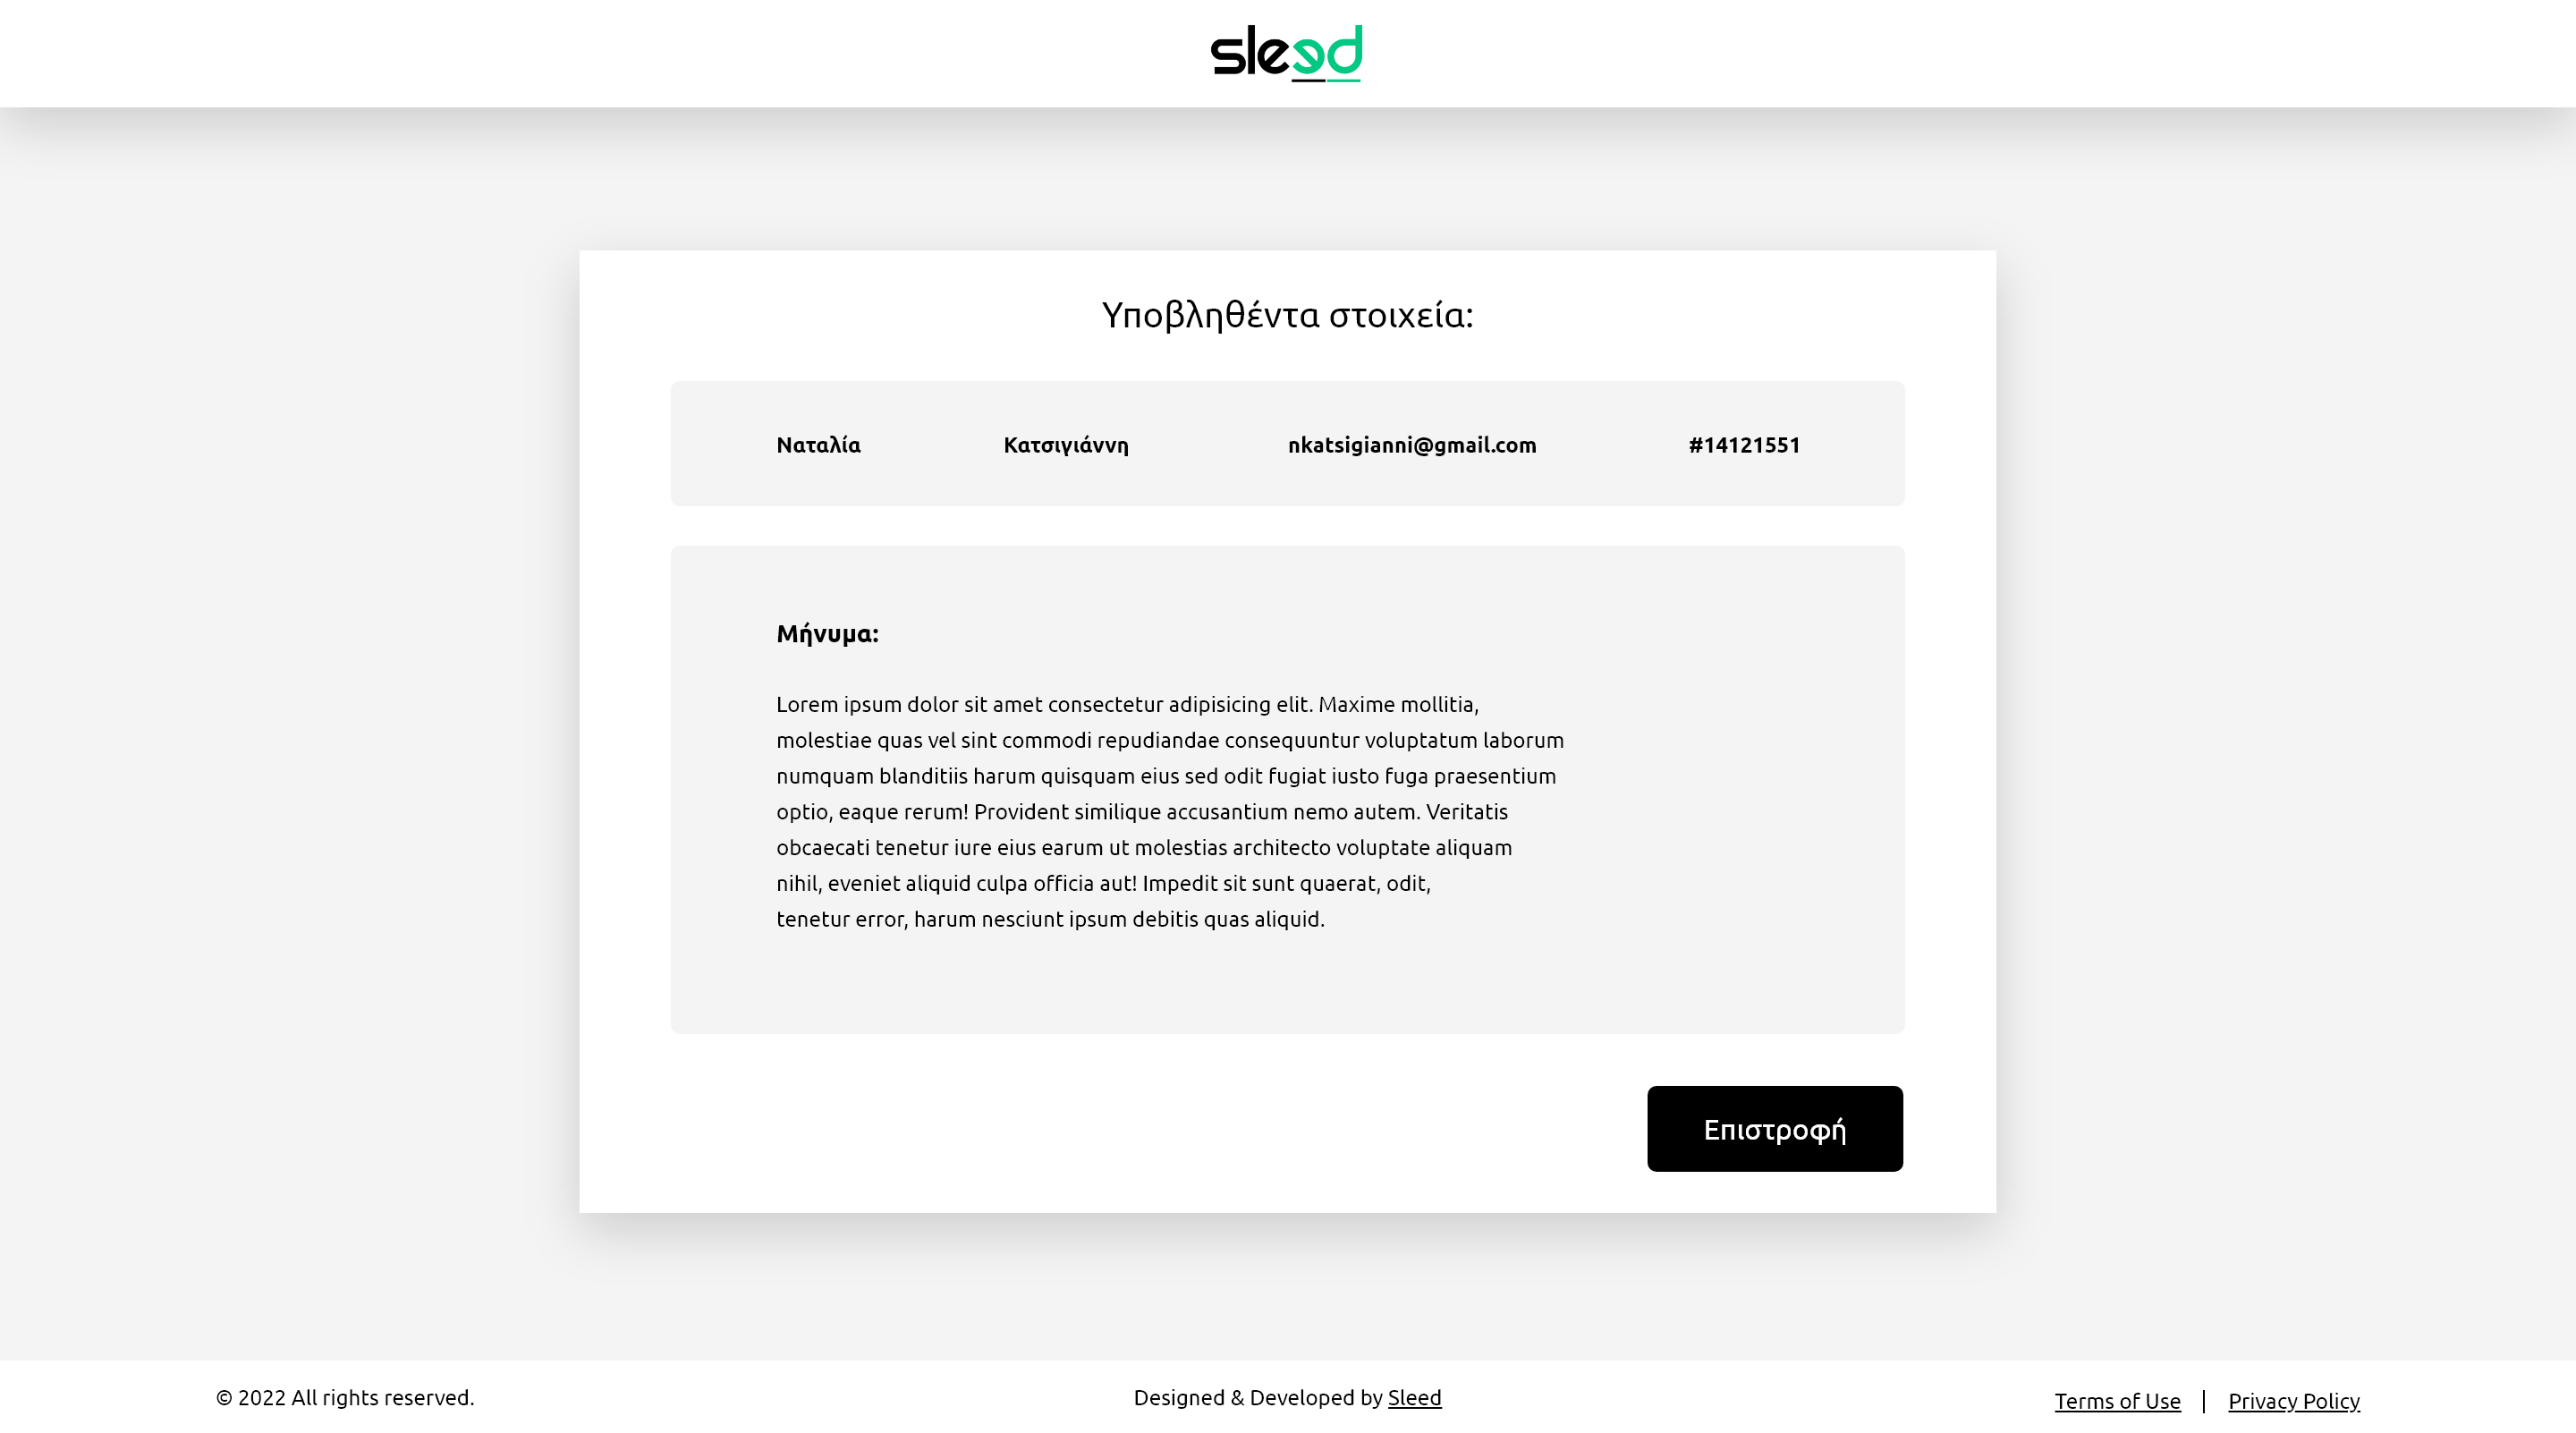 sleed
Υποβληθέντα στοιχεία:
Ναταλία Κατσιγιάννη nkatsigianni@gmail.com #14121551
Μήνυμα:
Lorem ipsum dolor sit amet consectetur adipisicing elit. Maxime mollitia,
molestiae quas vel sint commodi repudiandae consequuntur voluptatum laborum
numquam blanditiis harum quisquam eius sed odit fugiat iusto fuga praesentium
optio, eaque rerum! Provident similique accusantium nemo autem. Veritatis
obcaecati tenetur iure eius earum ut molestias architecto voluptate aliquam
nihil, eveniet aliquid culpa officia aut! Impedit sit sunt quaerat, odit,
tenetur error, harum nesciunt ipsum debitis quas aliquid.
Επιστροφή
© 2022 All rights reserved. Designed & Developed by Sleed Terms of Use | Privacy Policy